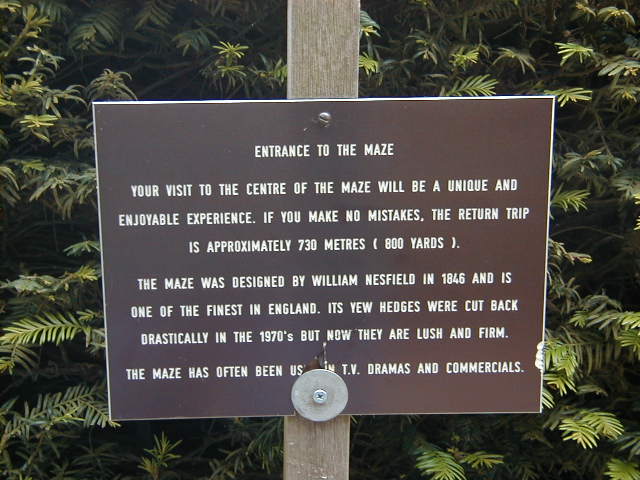 ENTRANCE TO THE MAZE
YOUR VISIT TO THE CENTRE OF THE MAZE WILL BE A UNIQUE AND
ENJOYABLE EXPERIENCE. IF YOU MAKE NO MISTAKES, THE RETURN TRIP
IS APPROXIMATELY 730 METRES ( 800 YARDS ).
THE MAZE WAS DESIGNED BY WILLIAM NESFIELD IN 1846 AND IS
ONE OF THE FINEST IN ENGLAND. ITS YEW HEDGES WERE CUT BACK
DRASTICALLY IN THE 1970's BUT NOW THEY ARE LUSH AND FIRM.
THE MAZE HAS OFTEN BEEN T.V. DRAMAS AND COMMERCIALS.